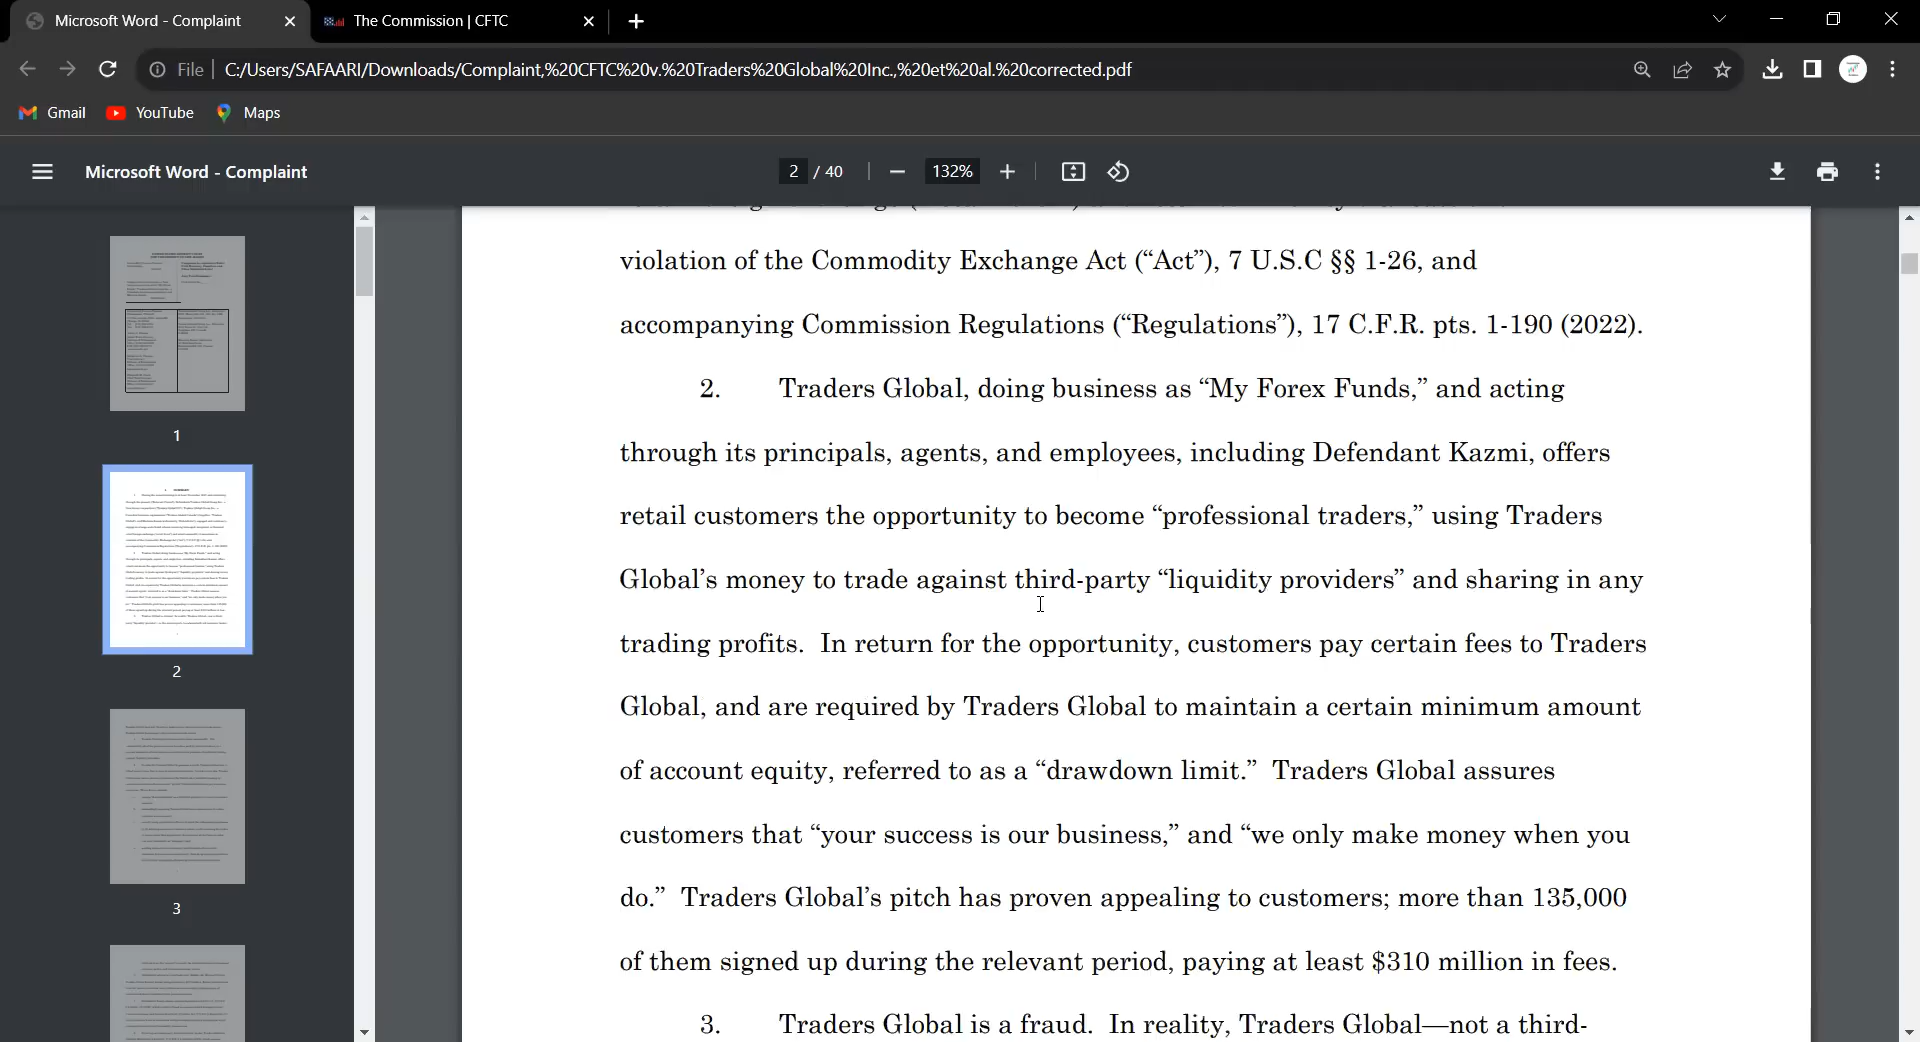 Microsoft Word - Complaint
The Commission | CFTC
File
C:/Users/SAFAARI/Downloads/Complaint,%20CFTC%20v.%20Traders%20Global%20Inc.,%20et%20al.%20corrected.pdf
Gmail
YouTube
Maps
Microsoft Word - Complaint
2 / 40
132%
violation of the Commodity Exchange Act (“Act”), 7 U.S.C §§ 1-26, and
accompanying Commission Regulations (“Regulations”), 17 C.F.R. pts. 1-190 (2022).
2. Traders Global, doing business as “My Forex Funds,” and acting
through its principals, agents, and employees, including Defendant Kazmi, offers
retail customers the opportunity to become “professional traders,” using Traders
Global’s money to trade against third-party “liquidity providers” and sharing in any
trading profits. In return for the opportunity, customers pay certain fees to Traders
Global, and are required by Traders Global to maintain a certain minimum amount
of account equity, referred to as a “drawdown limit.” Traders Global assures
customers that “your success is our business,” and “we only make money when you
do.” Traders Global’s pitch has proven appealing to customers; more than 135,000
of them signed up during the relevant period, paying at least $310 million in fees.
3. Traders Global is a fraud. In reality, Traders Global—not a third-
1
2
3